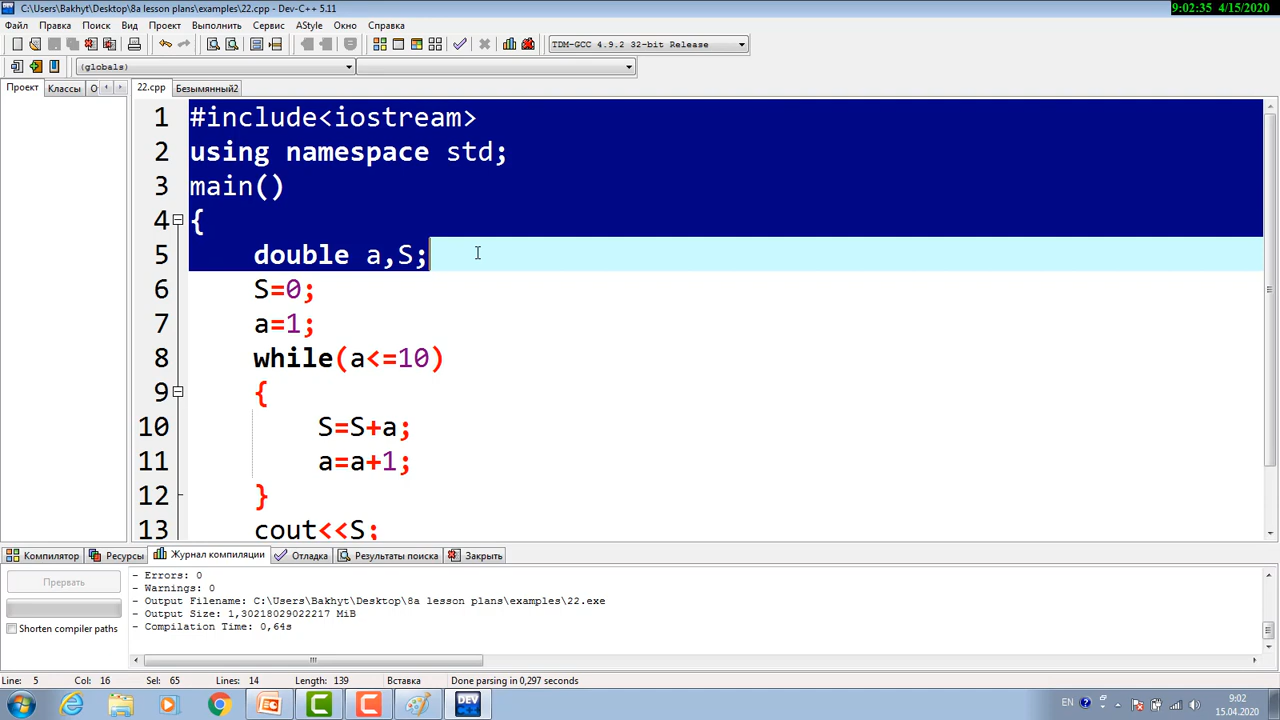 C:\Users\Bakhyt\Desktop\8a lesson plans\examples\22.cpp - Dev-C++ 5.11
9:02:35 4/15/2020
Файл Правка Поиск Вид Проект Выполнить Сервис AStyle Окно Справка
TDM-GCC 4.9.2 32-bit Release
(globals)
Проект Классы О
22.cpp Безымянный2
1 #include<iostream>
2 using namespace std;
3 main()
4 {
5 double a,S;
6 S=0;
7 a=1;
8 while(a<=10)
9 {
10 S=S+a;
11 a=a+1;
12 }
13 cout<<S;
Компилятор Ресурсы Журнал компиляции Отладка Результаты поиска Закрыть
Прервать
Shorten compiler paths
- Errors: 0
- Warnings: 0
- Output Filename: C:\Users\Bakhyt\Desktop\8a lesson plans\examples\22.exe
- Output Size: 1,30218029022217 MiB
- Compilation Time: 0,64s
Line: 5 Col: 16 Sel: 65 Lines: 14 Length: 139 Вставка Done parsing in 0,297 seconds
DEV
EN
9:02
15.04.2020